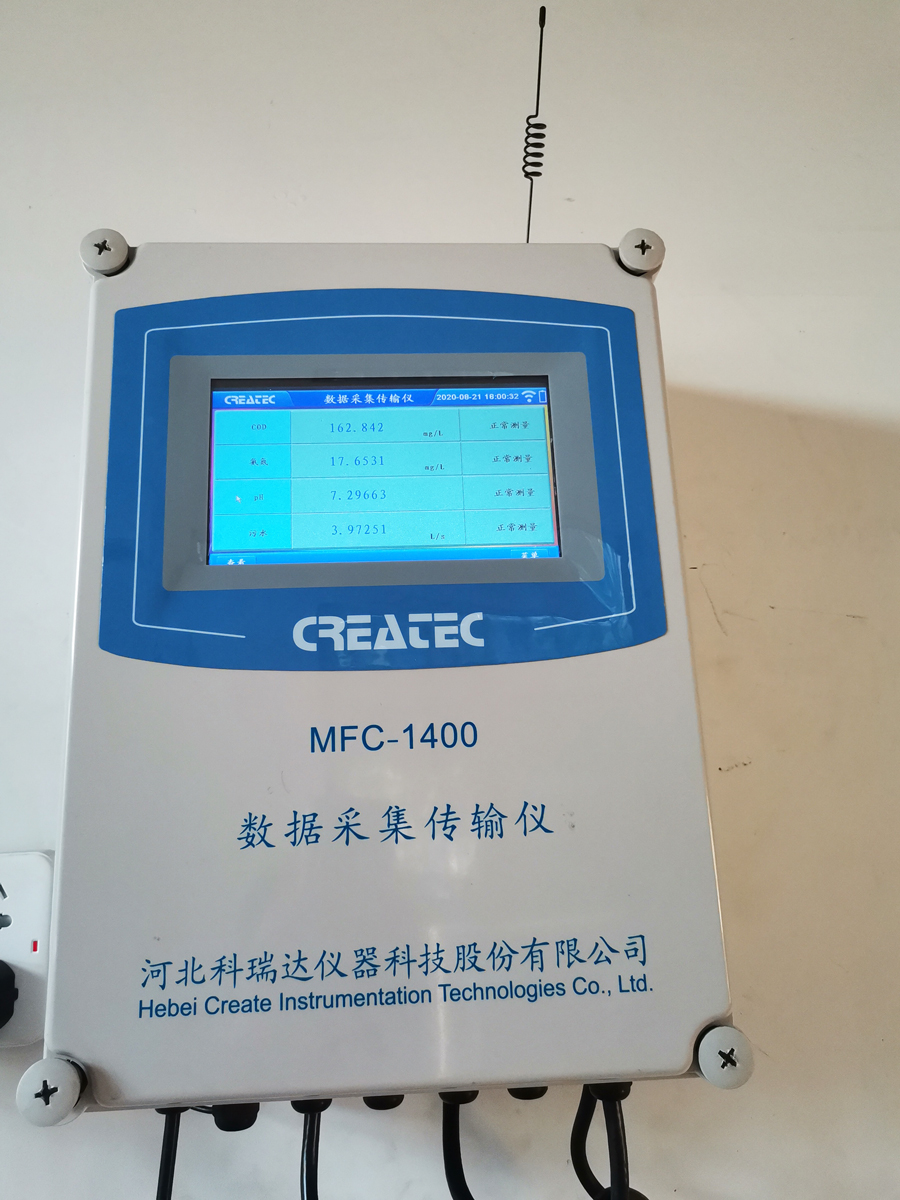 CREATEC 数据采集传输仪 2020-08-21 18:00:32
COD 162.842 mg/L 正常测量
氨氮 17.6531 mg/L 正常测量
pH 7.29663 正常测量
污水 3.97251 L/s 正常测量
菜单
CREATEC
MFC-1400
数据采集传输仪
河北科瑞达仪器科技股份有限公司
Hebei Create Instrumentation Technologies Co., Ltd.